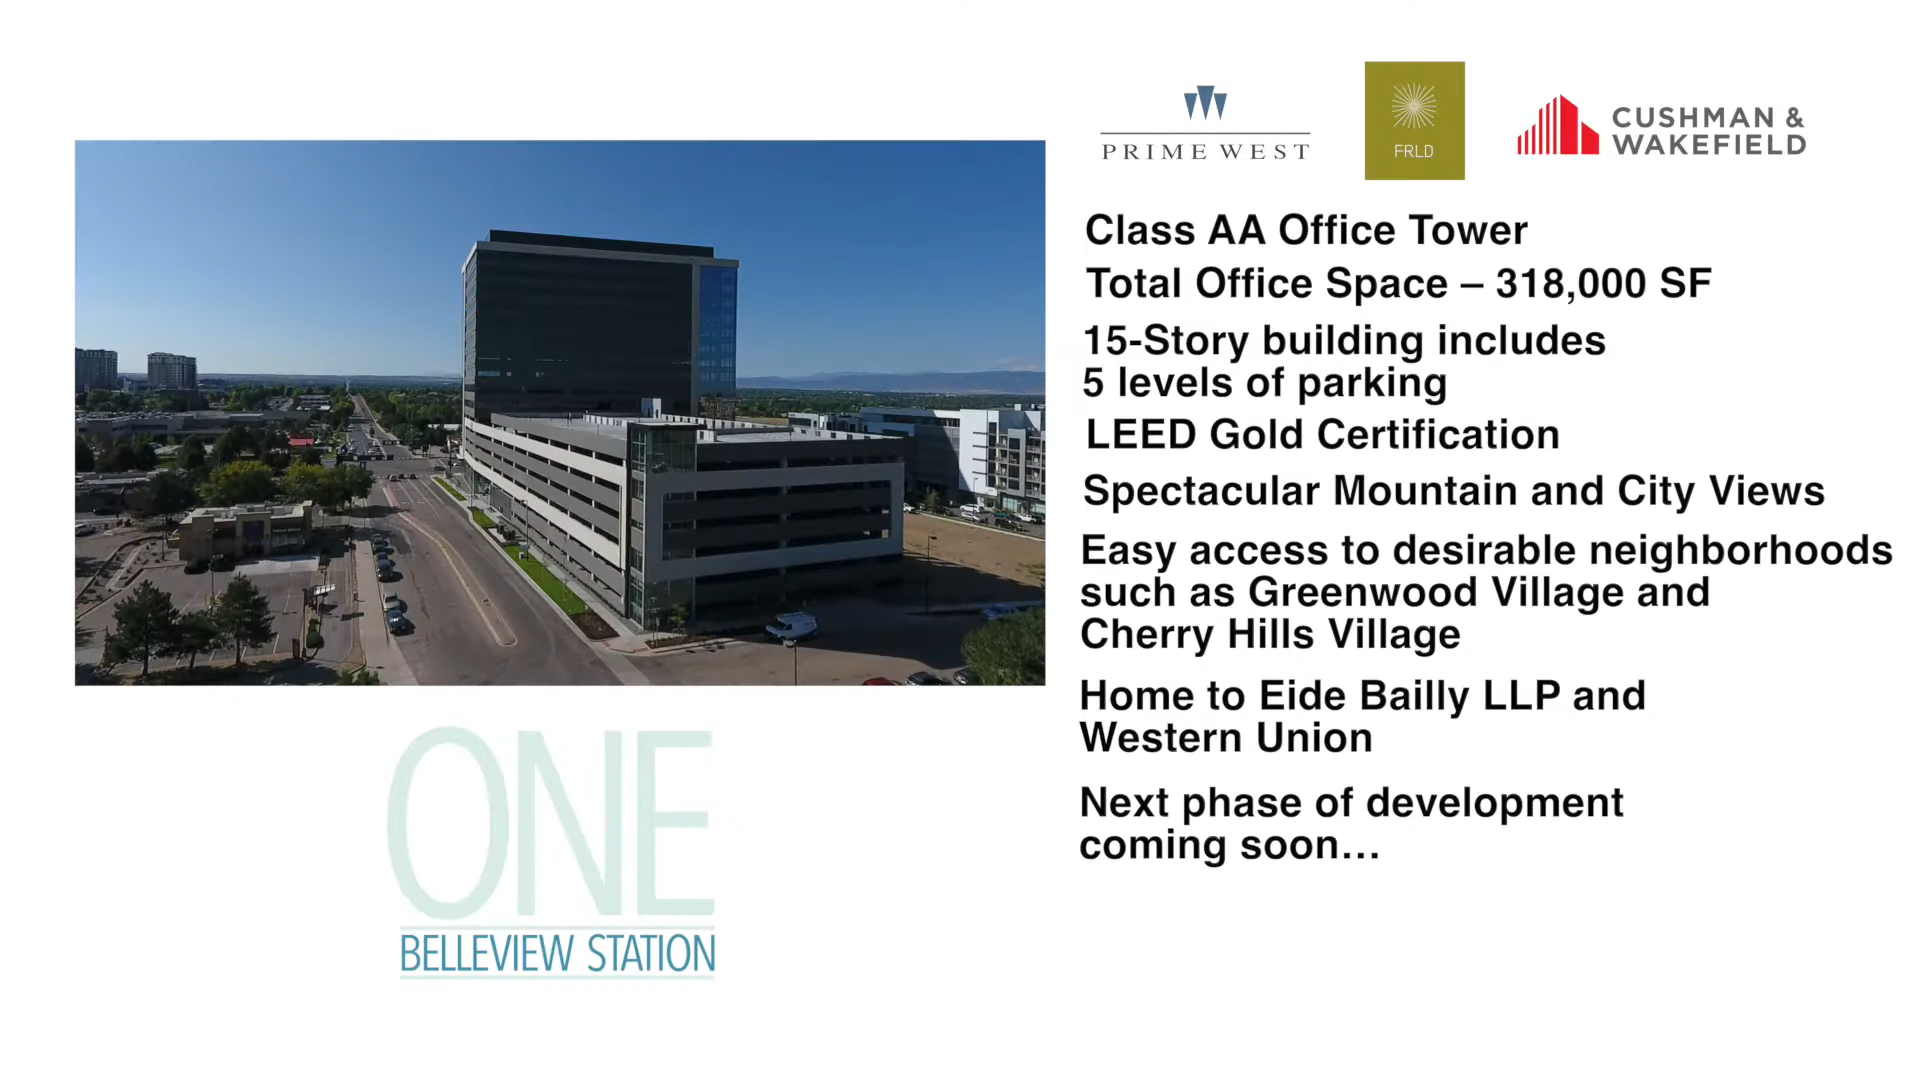 PRIME WEST
FRLD
CUSHMAN &
WAKEFIELD
Class AA Office Tower
Total Office Space – 318,000 SF
15-Story building includes
5 levels of parking
LEED Gold Certification
Spectacular Mountain and City Views
Easy access to desirable neighborhoods
such as Greenwood Village and
Cherry Hills Village
Home to Eide Bailly LLP and
Western Union
Next phase of development
coming soon...
ONE
BELLEVIEW STATION